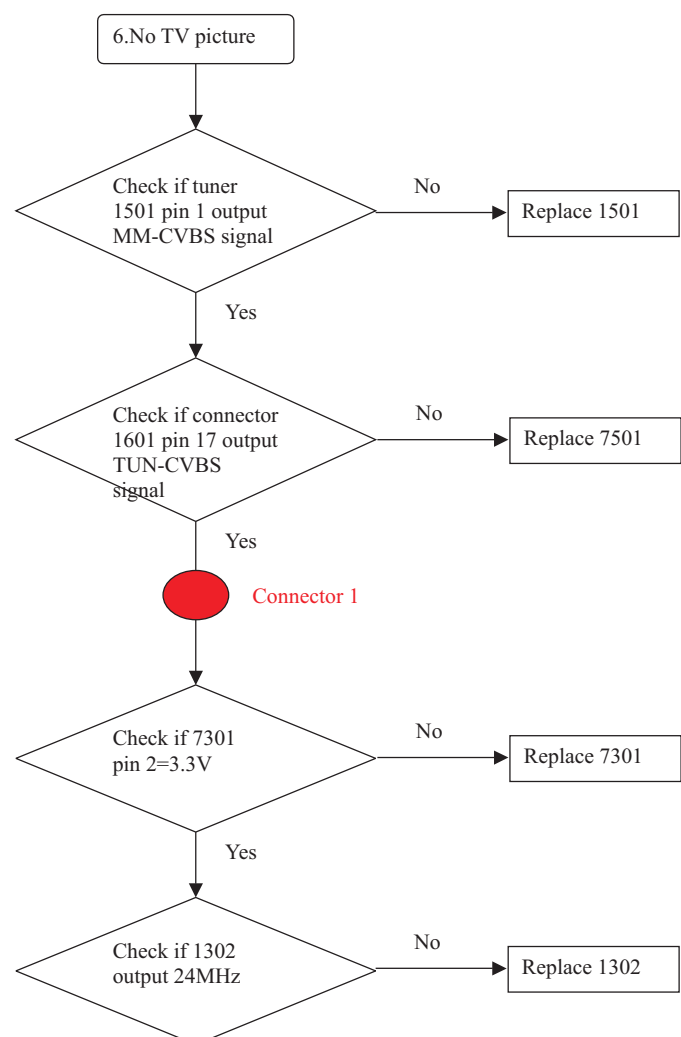 6.No TV picture
Check if tuner
1501 pin 1 output
MM-CVBS signal
No
Replace 1501
Yes
Check if connector
1601 pin 17 output
TUN-CVBS
signal
No
Replace 7501
Yes
Connector 1
Check if 7301
pin 2=3.3V
No
Replace 7301
Yes
Check if 1302
output 24MHz
No
Replace 1302